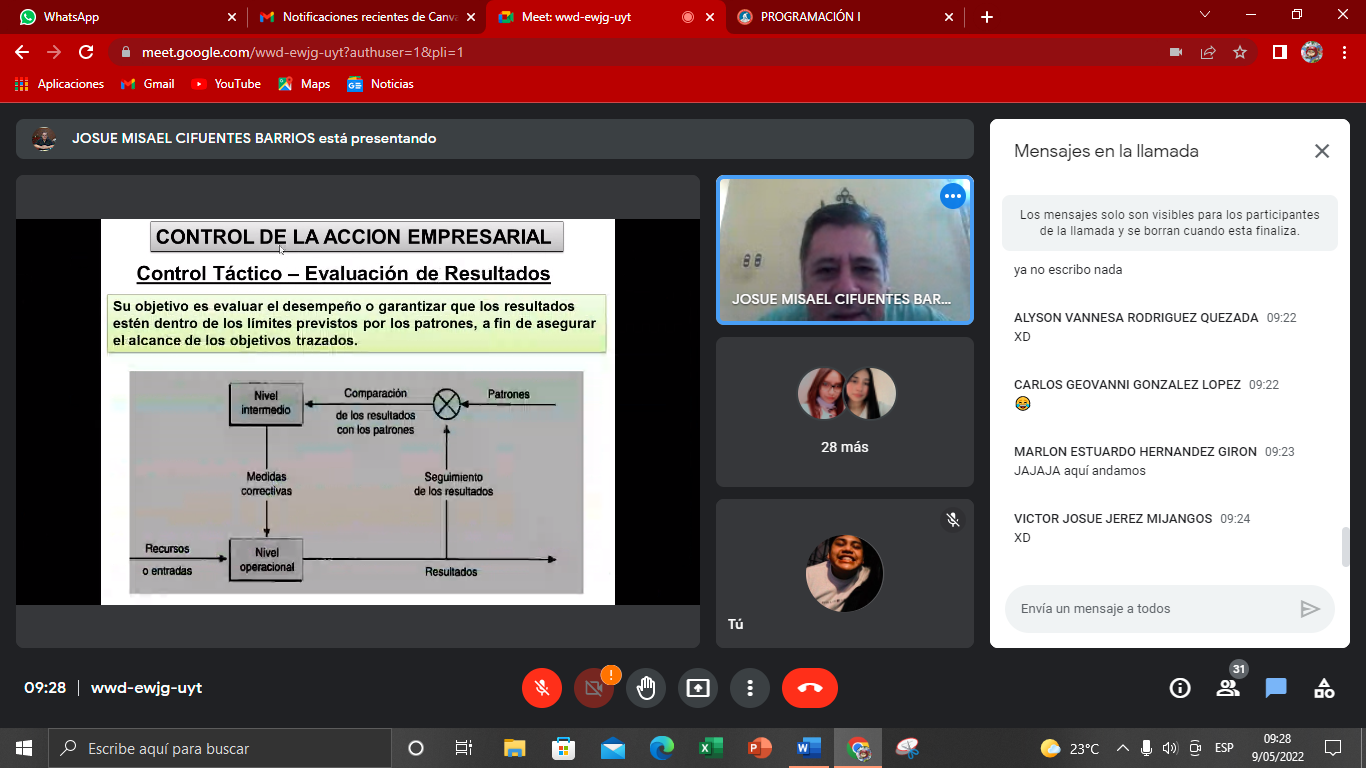 WhatsApp
Notificaciones recientes de Canva
Meet: wwd-ewjg-uyt
PROGRAMACIÓN I
meet.google.com/wwd-ewjg-uyt?authuser=1&pli=1
Aplicaciones
Gmail
YouTube
Maps
Noticias
JOSUE MISAEL CIFUENTES BARRIOS está presentando
CONTROL DE LA ACCION EMPRESARIAL
Control Táctico – Evaluación de Resultados
Su objetivo es evaluar el desempeño o garantizar que los resultados
estén dentro de los límites previstos por los patrones, a fin de asegurar
el alcance de los objetivos trazados.
Nivel
intermedio
Comparación
de los resultados
con los patrones
Patrones
Medidas
correctivas
Seguimiento
de los resultados
Recursos
o entradas
Nivel
operacional
Resultados
JOSUE MISAEL CIFUENTES BAR...
28 más
Tú
Mensajes en la llamada
Los mensajes solo son visibles para los participantes
de la llamada y se borran cuando esta finaliza.
ya no escribo nada
ALYSON VANNESA RODRIGUEZ QUEZADA 09:22
XD
CARLOS GEOVANNI GONZALEZ LOPEZ 09:22
😂
MARLON ESTUARDO HERNANDEZ GIRON 09:23
JAJAJA aquí andamos
VICTOR JOSUE JEREZ MIJANGOS 09:24
XD
Envía un mensaje a todos
09:28 | wwd-ewjg-uyt
!
31
Escribe aquí para buscar
23°C
ESP
09:28
9/05/2022